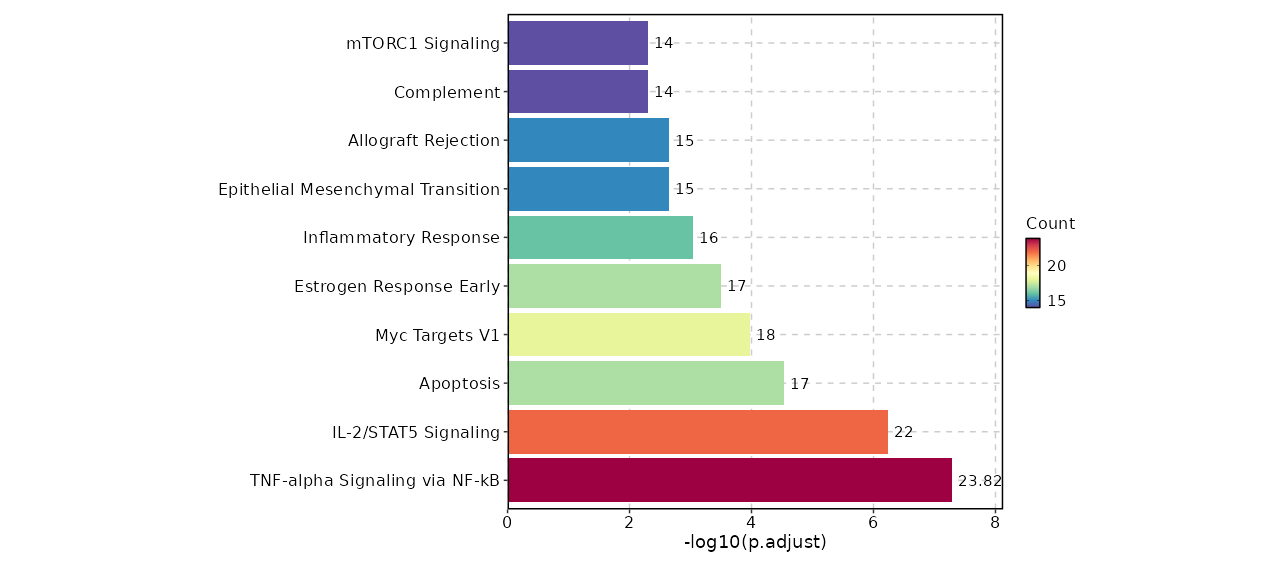 mTORC1 Signaling 14
Complement 14
Allograft Rejection 15
Epithelial Mesenchymal Transition 15
Inflammatory Response 16
Estrogen Response Early 17
Myc Targets V1 18
Apoptosis 17
IL-2/STAT5 Signaling 22
TNF-alpha Signaling via NF-kB 23.82
0 2 4 6 8
-log10(p.adjust)
Count
20
15